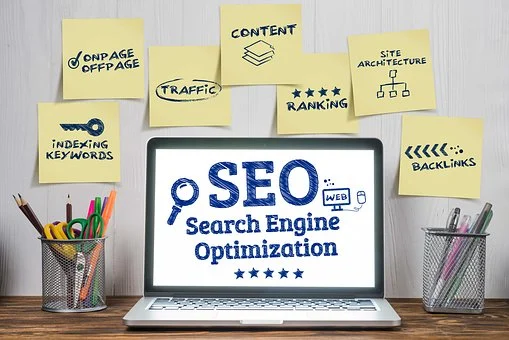 ONPAGE
OFFPAGE
TRAFFIC
CONTENT
RANKING
SITE
ARCHITECTURE
INDEXING
KEYWORDS
BACKLINKS
SEO
WEB
Search Engine
Optimization